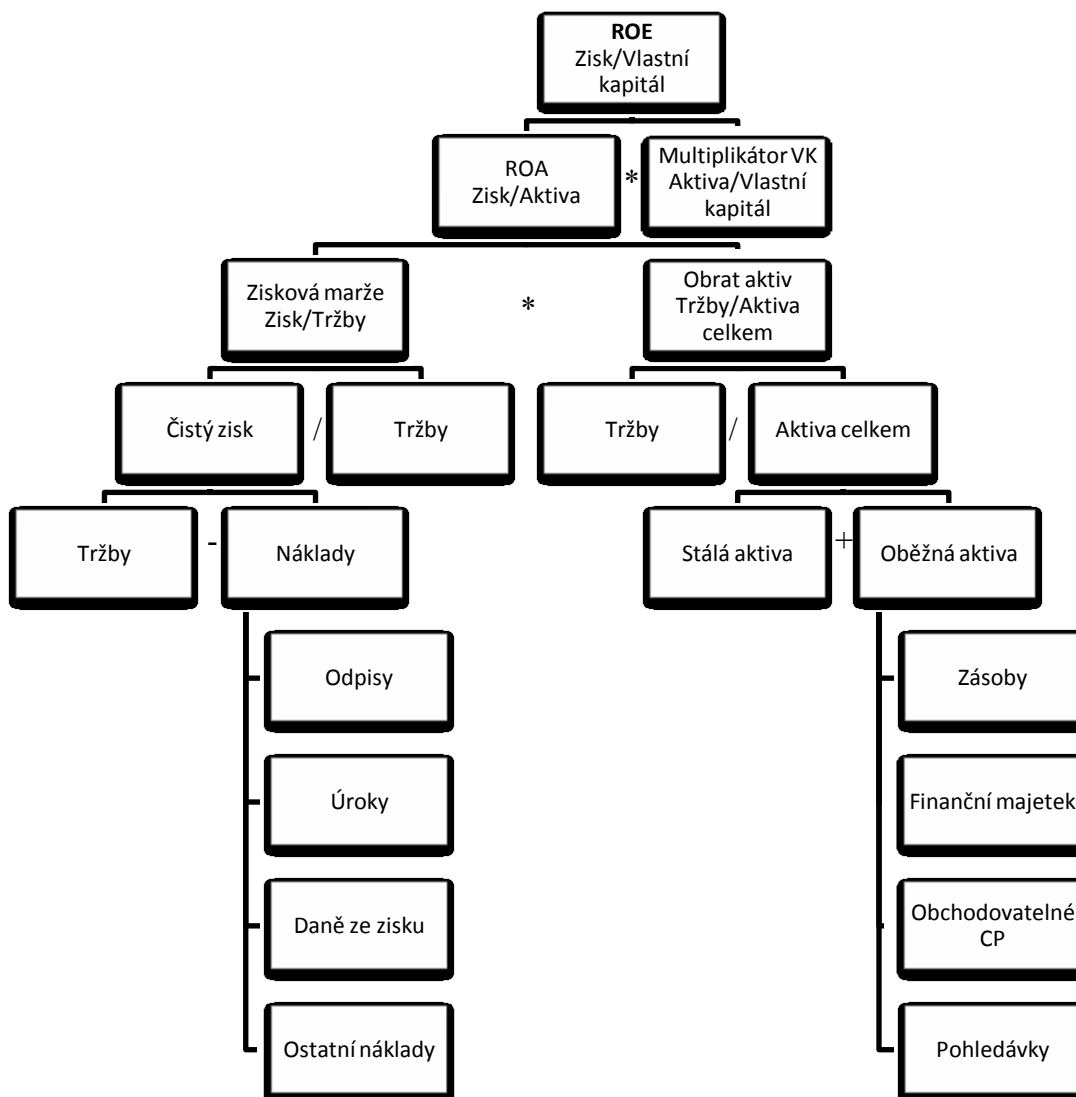 ROE
Zisk/Vlastní
kapitál
ROA
Zisk/Aktiva
*
Multiplikátor VK
Aktiva/Vlastní
kapitál
Zisková marže
Zisk/Tržby
*
Obrat aktiv
Tržby/Aktiva
celkem
Čistý zisk
/
Tržby
Tržby
/
Aktiva celkem
Tržby
-
Náklady
Stálá aktiva
+
Oběžná aktiva
Odpisy
Zásoby
Úroky
Finanční majetek
Daně ze zisku
Obchodovatelné
CP
Ostatní náklady
Pohledávky